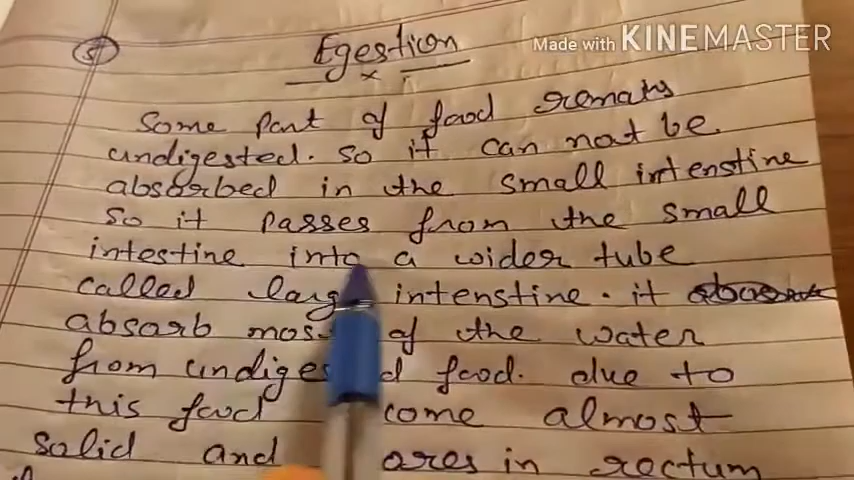 5 Egestion
Made with KINEMASTER
Some part of food remans
undigested. so it can not be
absorbed in the small intenstine
So it passes from the small
intestine into a wider tube
called intenstine. it
absorb of the water
from food. due to
this food come almost
solid and in rectum